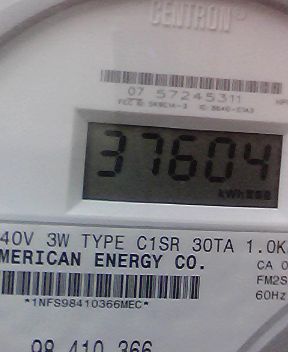 CENTRON®
07 57245311
37604
kWh
40V 3W TYPE C1SR 30TA 1.0K
MERICAN ENERGY CO.
CA 0
FM2S
60Hz
*1NFS98410366MEC*
98 410 366